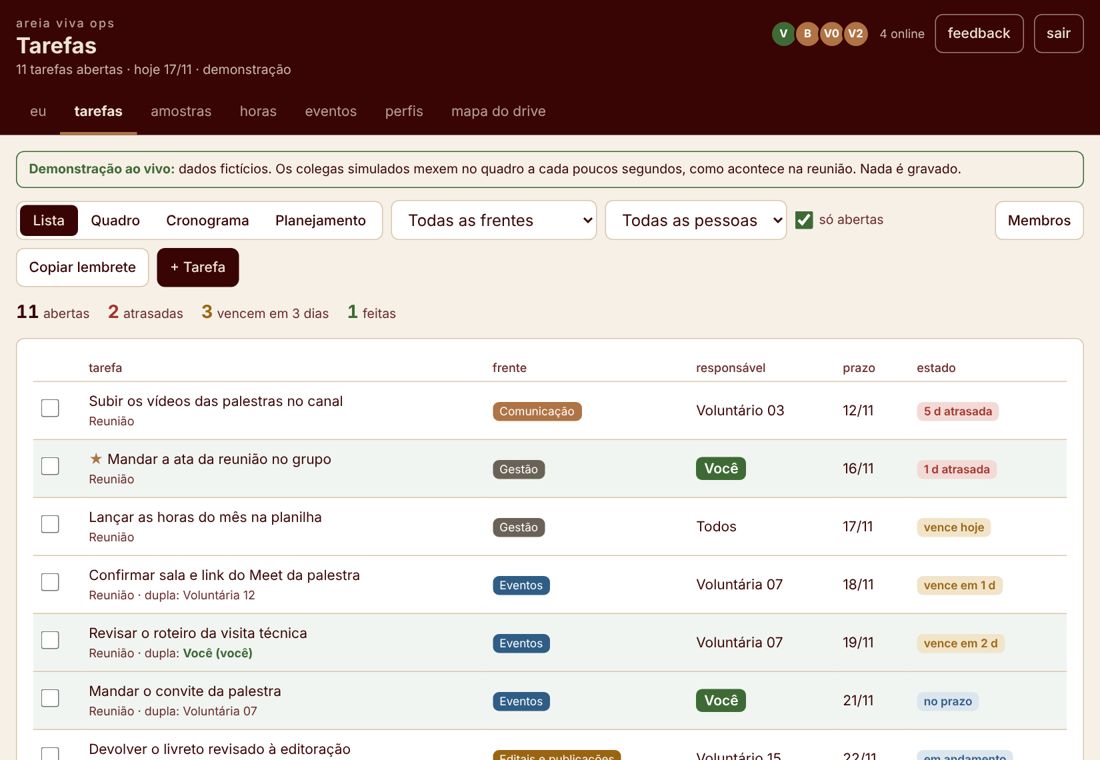 areia viva ops
Tarefas
11 tarefas abertas · hoje 17/11 · demonstração
V B V0 V2 4 online feedback sair
eu tarefas amostras horas eventos perfis mapa do drive
Demonstração ao vivo: dados fictícios. Os colegas simulados mexem no quadro a cada poucos segundos, como acontece na reunião. Nada é gravado.
Lista Quadro Cronograma Planejamento Todas as frentes Todas as pessoas só abertas Membros
Copiar lembrete + Tarefa
11 abertas 2 atrasadas 3 vencem em 3 dias 1 feitas
tarefa frente responsável prazo estado
Subir os vídeos das palestras no canal Comunicação Voluntário 03 12/11 5 d atrasada
Reunião
★ Mandar a ata da reunião no grupo Gestão Você 16/11 1 d atrasada
Reunião
Lançar as horas do mês na planilha Gestão Todos 17/11 vence hoje
Reunião
Confirmar sala e link do Meet da palestra Eventos Voluntária 07 18/11 vence em 1 d
Reunião · dupla: Voluntária 12
Revisar o roteiro da visita técnica Eventos Voluntária 07 19/11 vence em 2 d
Reunião · dupla: Você (você)
Mandar o convite da palestra Eventos Você 21/11 no prazo
Reunião · dupla: Voluntária 07
Devolver o livreto revisado à editoração Editais e publicações Voluntária 15 22/11 em andamento